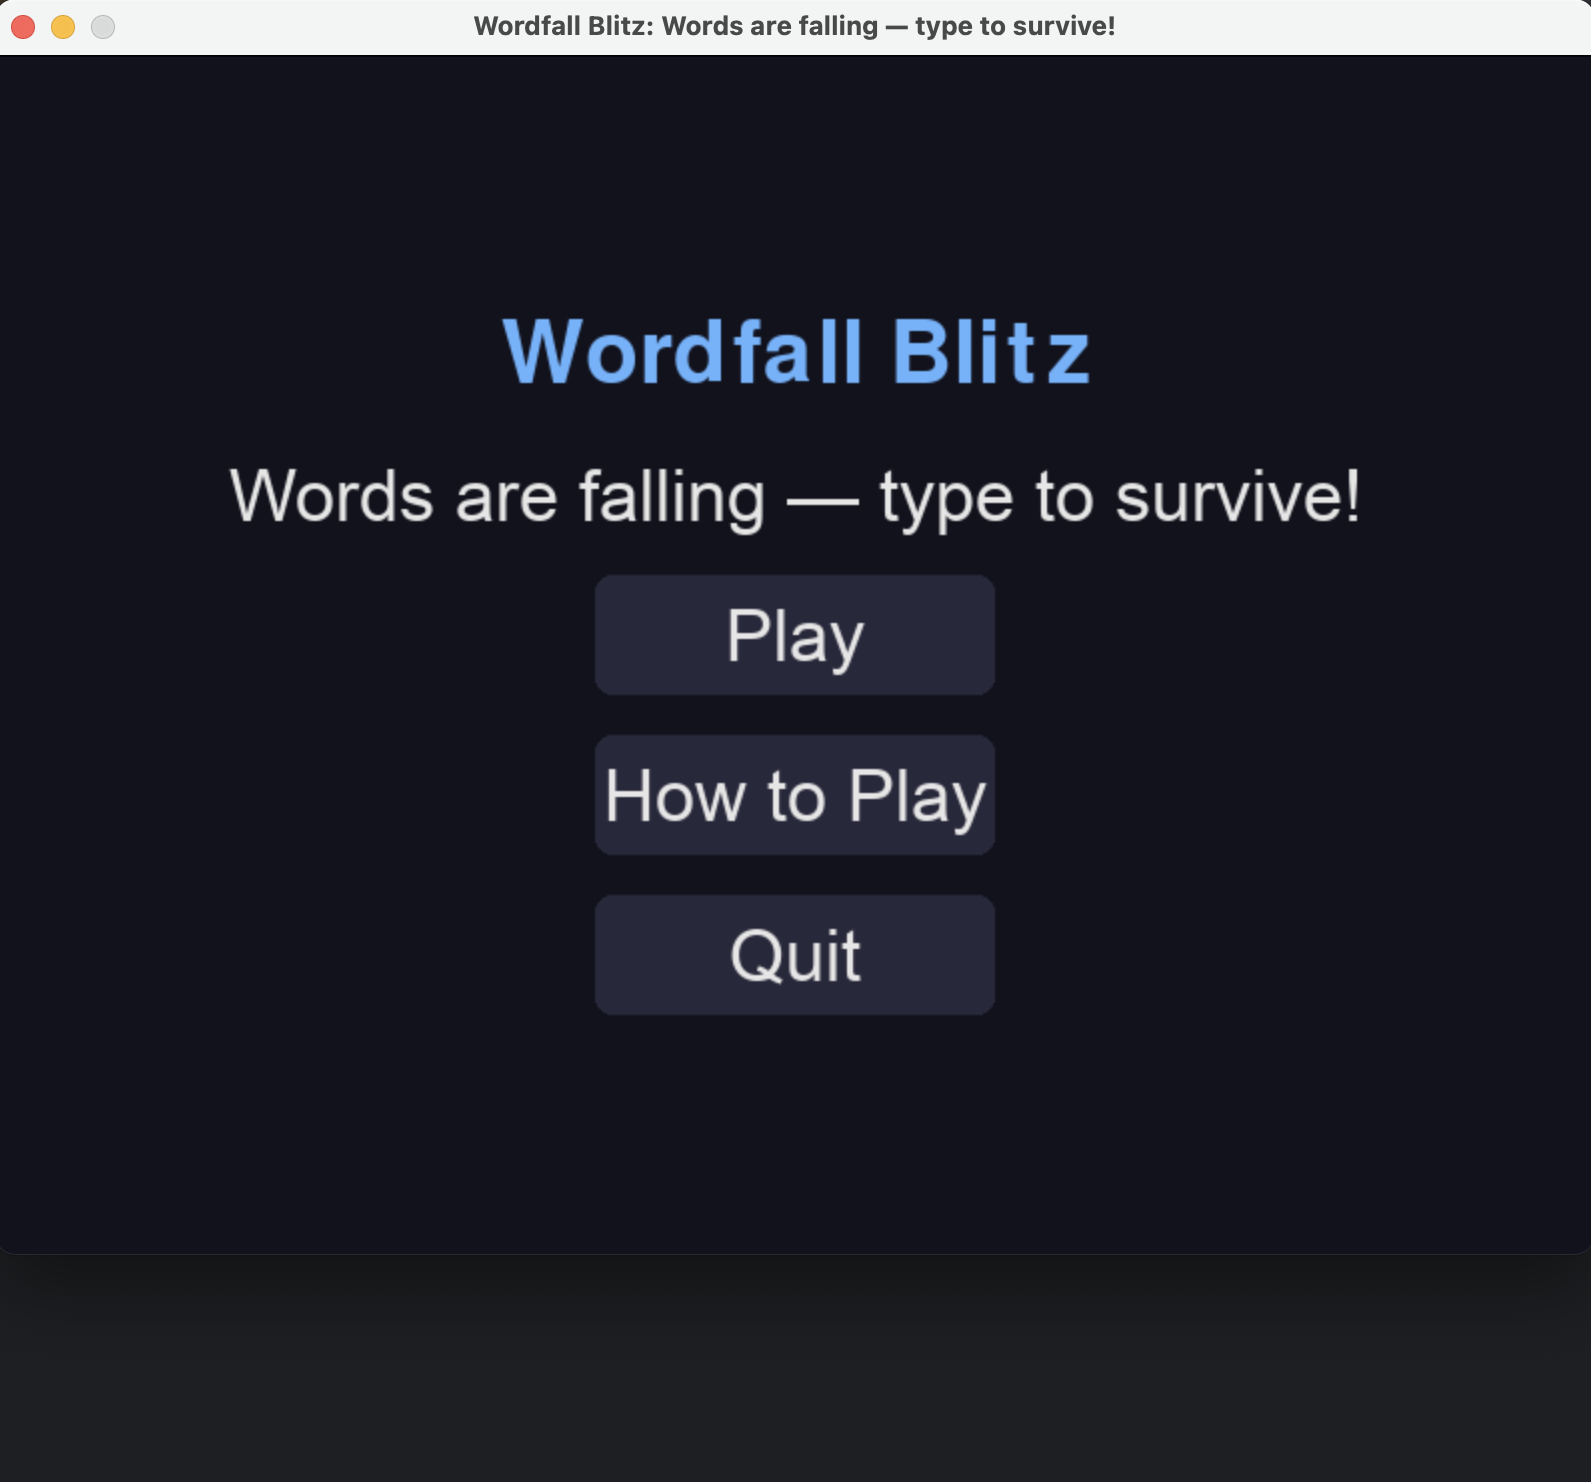 Wordfall Blitz: Words are falling — type to survive!
Wordfall Blitz
Words are falling — type to survive!
Play
How to Play
Quit